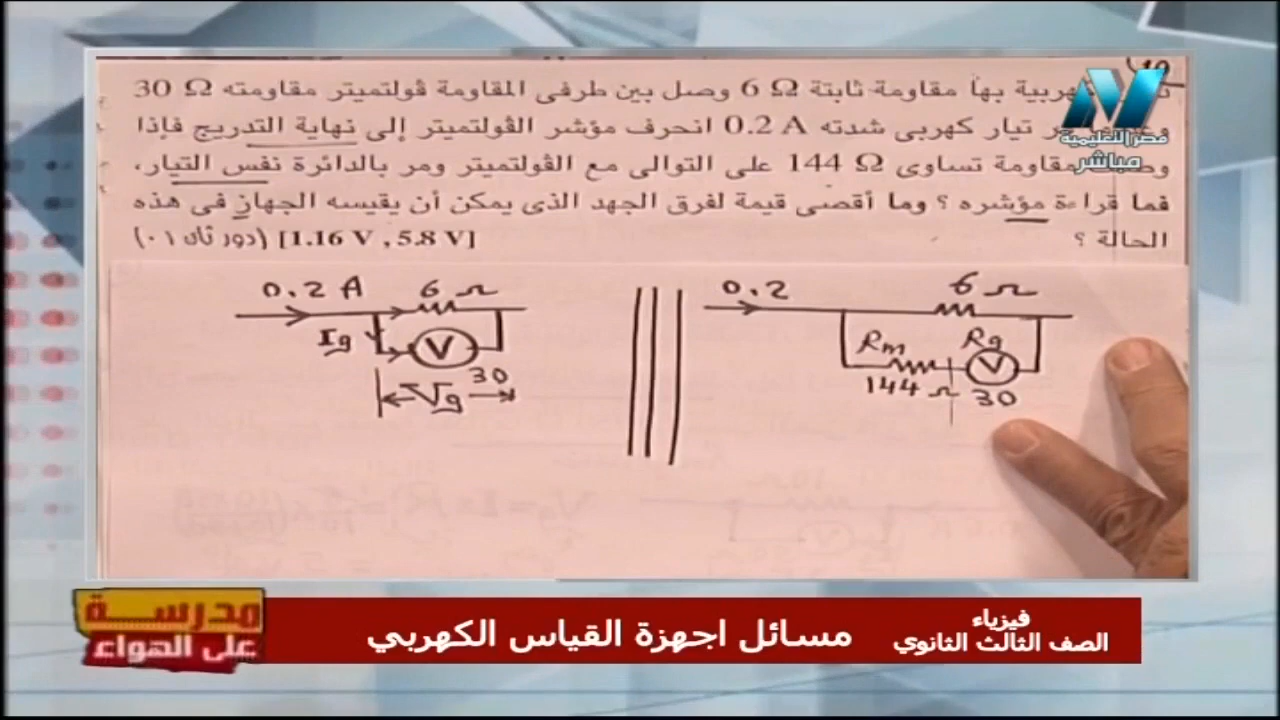 بها مقاومة ثابتة 6 Ω وصل بين طرفى المقاومة ڤولتميتر مقاومته 30 Ω
تيار كهربى شدته 0.2 A انحرف مؤشر الڤولتميتر إلى نهاية التدريج فإذا
مقاومة تساوى 144 Ω على التوالى مع الڤولتميتر ومر بالدائرة نفس التيار،
فما قراءة مؤشره ؟ وما أقصى قيمة لفرق الجهد الذى يمكن أن يقيسه الجهاز فى هذه
الحالة ؟ [1.16 V , 5.8 V] (دور ثان ٠١)
مصر التعليمية
مباشر
0.2 A 6 Ω
Ig V
30
Vg
0.2 6 Ω
Rm Rg
V
144 Ω 30
مدرسة
على الهواء
فيزياء
الصف الثالث الثانوي
مسائل اجهزة القياس الكهربي